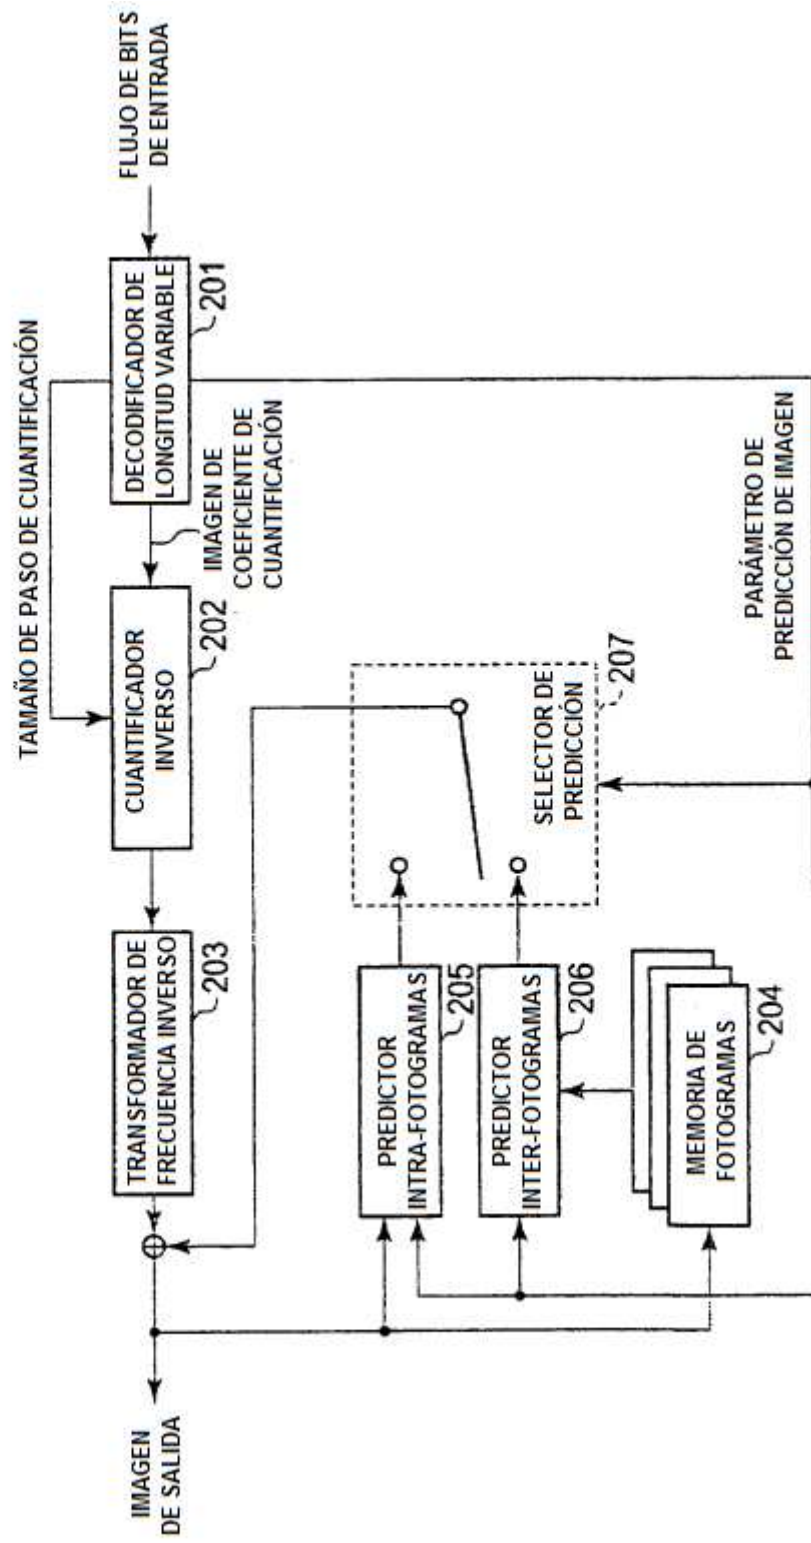 TAMAÑO DE PASO DE CUANTIFICACIÓN
FLUJO DE BITS
DE ENTRADA
DECODIFICADOR DE
LONGITUD VARIABLE
201
IMAGEN DE
COEFICIENTE DE
CUANTIFICACIÓN
CUANTIFICADOR
INVERSO
202
TRANSFORMADOR DE
FRECUENCIA INVERSO
203
IMAGEN
DE SALIDA
SELECTOR DE
PREDICCIÓN
207
PREDICTOR
INTRA-FOTOGRAMAS
205
PREDICTOR
INTER-FOTOGRAMAS
206
MEMORIA DE
FOTOGRAMAS
204
PARÁMETRO DE
PREDICCIÓN DE IMAGEN